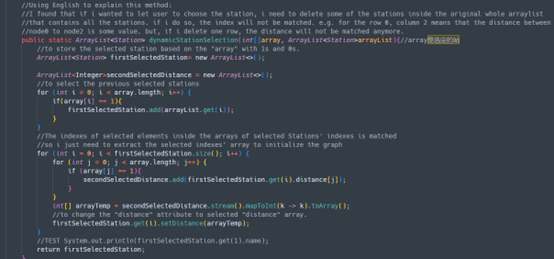 //Using English to explain this method:
//I found that if i wanted to let user to choose the station, i need to delete some of the stations inside the original whole arraylist
//that contains all the stations. if i do so, the index will not be matched. e.g. for the row 0, column 2 means that the distance between
//node0 to node2 is some value. but, if i delete one row, the distance will not be matched anymore.
public static ArrayList<Station> dynamicStationSelection(int[]array, ArrayList<Station>arrayList){//array
//to store the selected station based on the "array" with 1s and 0s.
ArrayList<Station> firstSelectedStation= new ArrayList<>();
ArrayList<Integer>secondSelectedDistance = new ArrayList<>();
//to select the previous selected stations
for (int i = 0; i < array.length; i++) {
if(array[i] == 1){
firstSelectedStation.add(arrayList.get(i));
}
}
//The indexes of selected elements inside the arrays of selected Stations' indexes is matched
//so i just need to extract the selected indexes' array to initialize the graph
for (int i = 0; i < firstSelectedStation.size(); i++) {
for (int j = 0; j < array.length; j++) {
if (array[j] == 1){
secondSelectedDistance.add(firstSelectedStation.get(i).distance[j]);
}
}
int[] arrayTemp = secondSelectedDistance.stream().mapToInt(k -> k).toArray();
//to change the "distance" attribute to selected "distance" array.
firstSelectedStation.get(i).setDistance(arrayTemp);
}
//TEST System.out.println(firstSelectedStation.get(1).name);
return firstSelectedStation;
}